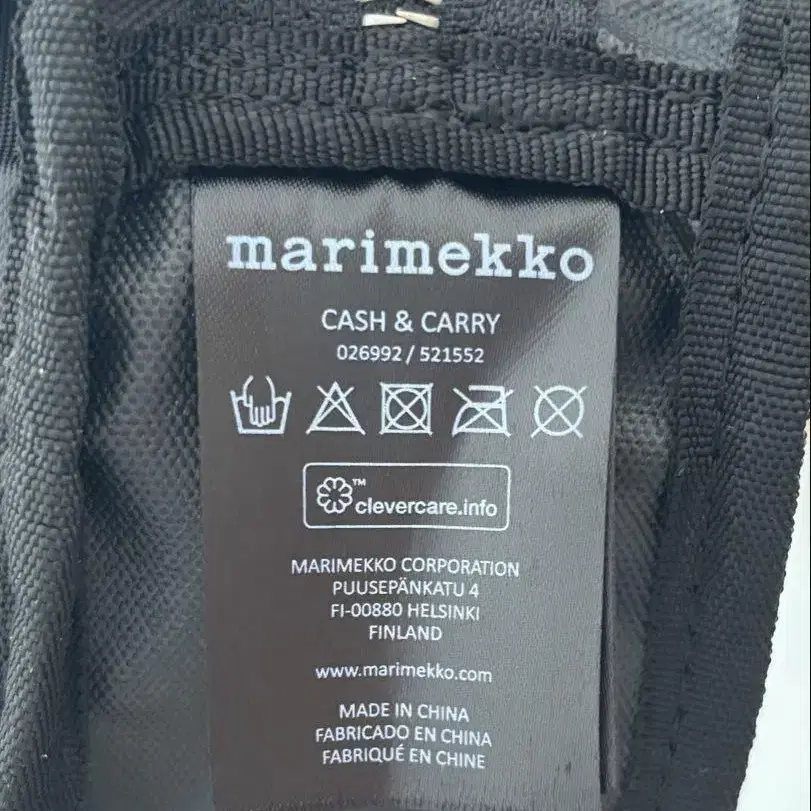 marimekko
CASH & CARRY
026992 / 521552
™
clevercare.info
MARIMEKKO CORPORATION
PUUSEPÄNKATU 4
FI-00880 HELSINKI
FINLAND
www.marimekko.com
MADE IN CHINA
FABRICADO EN CHINA
FABRIQUÉ EN CHINE